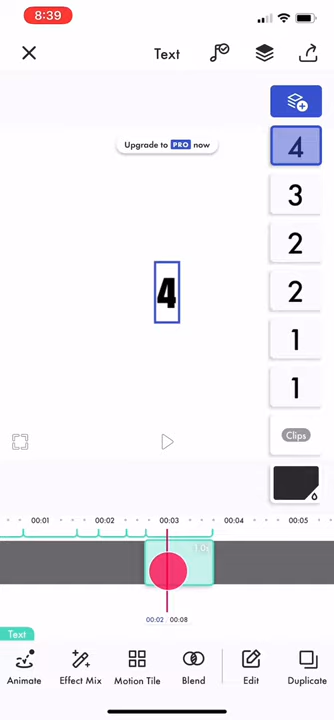 8:39
Text
Upgrade to PRO now
4
3
2
2
1
1
4
Clips
00:01 00:02 00:03 00:04 00:05
1.0s
00:02 00:08
Text
Animate Effect Mix Motion Tile Blend Edit Duplicate